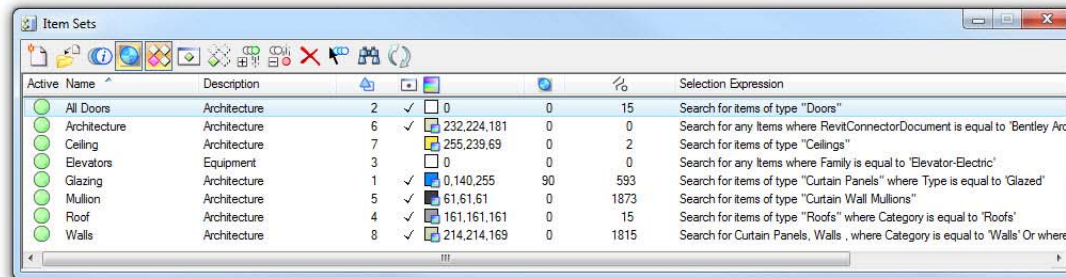 Item Sets
Active Name Description Selection Expression
All Doors Architecture 2 0 0 15 Search for items of type "Doors"
Architecture Architecture 6 232,224,181 0 0 Search for any Items where RevitConnectorDocument is equal to 'Bentley Arc
Ceiling Architecture 7 255,239,69 0 2 Search for items of type "Ceilings"
Elevators Equipment 3 0 0 0 Search for any Items where Family is equal to 'Elevator-Electric'
Glazing Architecture 1 0,140,255 90 593 Search for items of type "Curtain Panels" where Type is equal to 'Glazed'
Mullion Architecture 5 61,61,61 0 1873 Search for items of type "Curtain Wall Mullions"
Roof Architecture 4 161,161,161 0 15 Search for items of type "Roofs" where Category is equal to 'Roofs'
Walls Architecture 8 214,214,169 0 1815 Search for Curtain Panels, Walls , where Category is equal to 'Walls' Or where